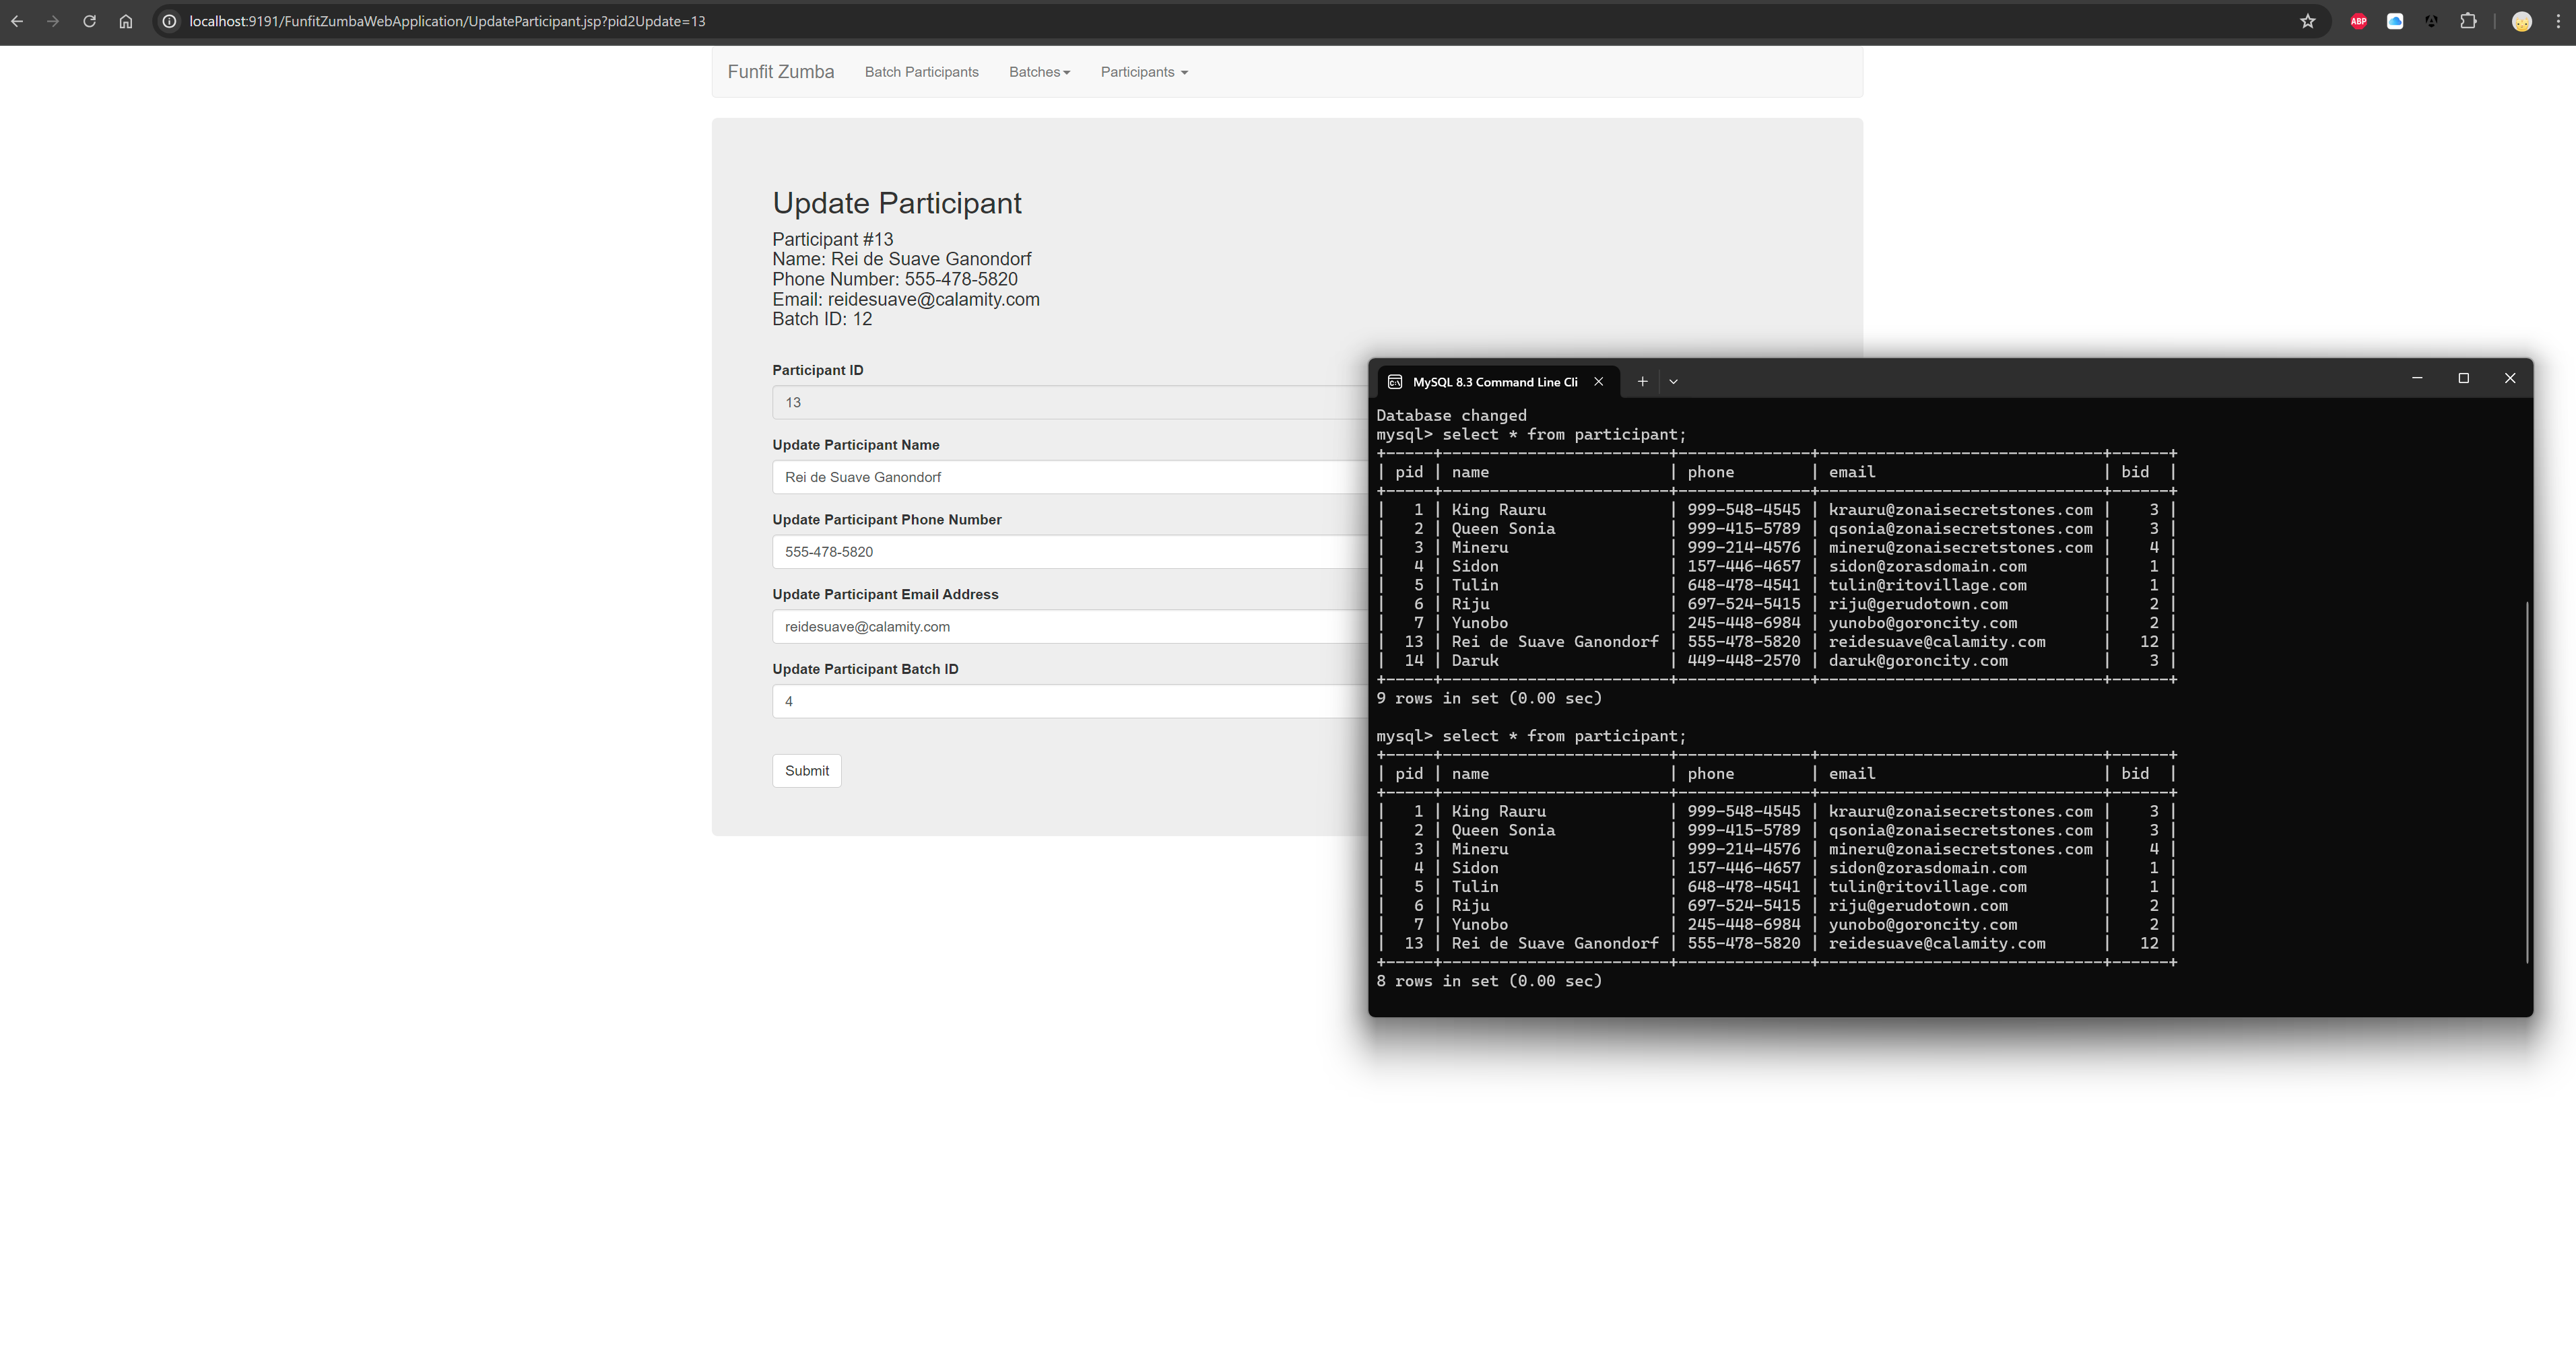 localhost:9191/FunfitZumbaWebApplication/UpdateParticipant.jsp?pid2Update=13
ABP
Funfit Zumba Batch Participants Batches Participants
Update Participant
Participant #13
Name: Rei de Suave Ganondorf
Phone Number: 555-478-5820
Email: reidesuave@calamity.com
Batch ID: 12
Participant ID
13
Update Participant Name
Rei de Suave Ganondorf
Update Participant Phone Number
555-478-5820
Update Participant Email Address
reidesuave@calamity.com
Update Participant Batch ID
4
Submit
MySQL 8.3 Command Line Cli
Database changed
mysql> select * from participant;
+-----+------------------------+--------------+-----------------------------+------+
| pid | name | phone | email | bid |
+-----+------------------------+--------------+-----------------------------+------+
| 1 | King Rauru | 999-548-4545 | krauru@zonaisecretstones.com | 3 |
| 2 | Queen Sonia | 999-415-5789 | qsonia@zonaisecretstones.com | 3 |
| 3 | Mineru | 999-214-4576 | mineru@zonaisecretstones.com | 4 |
| 4 | Sidon | 157-446-4657 | sidon@zorasdomain.com | 1 |
| 5 | Tulin | 648-478-4541 | tulin@ritovillage.com | 1 |
| 6 | Riju | 697-524-5415 | riju@gerudotown.com | 2 |
| 7 | Yunobo | 245-448-6984 | yunobo@goroncity.com | 2 |
| 13 | Rei de Suave Ganondorf | 555-478-5820 | reidesuave@calamity.com | 12 |
| 14 | Daruk | 449-448-2570 | daruk@goroncity.com | 3 |
+-----+------------------------+--------------+-----------------------------+------+
9 rows in set (0.00 sec)
mysql> select * from participant;
+-----+------------------------+--------------+-----------------------------+------+
| pid | name | phone | email | bid |
+-----+------------------------+--------------+-----------------------------+------+
| 1 | King Rauru | 999-548-4545 | krauru@zonaisecretstones.com | 3 |
| 2 | Queen Sonia | 999-415-5789 | qsonia@zonaisecretstones.com | 3 |
| 3 | Mineru | 999-214-4576 | mineru@zonaisecretstones.com | 4 |
| 4 | Sidon | 157-446-4657 | sidon@zorasdomain.com | 1 |
| 5 | Tulin | 648-478-4541 | tulin@ritovillage.com | 1 |
| 6 | Riju | 697-524-5415 | riju@gerudotown.com | 2 |
| 7 | Yunobo | 245-448-6984 | yunobo@goroncity.com | 2 |
| 13 | Rei de Suave Ganondorf | 555-478-5820 | reidesuave@calamity.com | 12 |
+-----+------------------------+--------------+-----------------------------+------+
8 rows in set (0.00 sec)